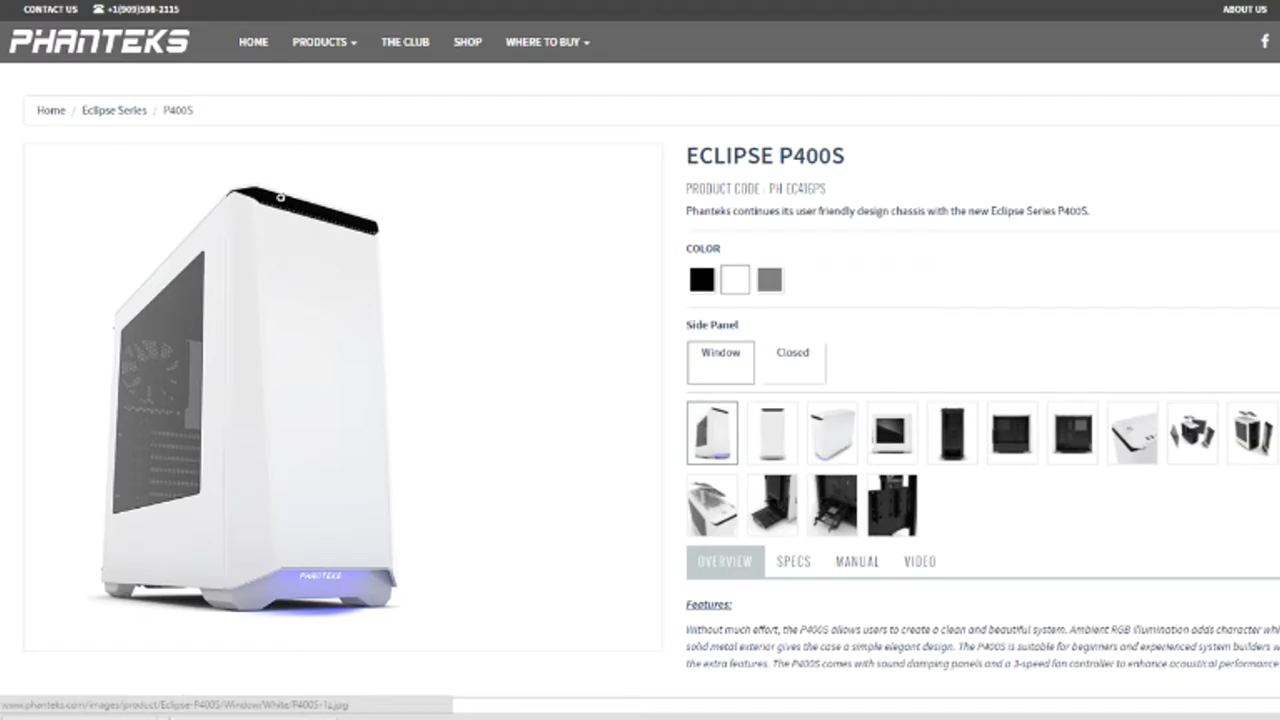 CONTACT US +1(909)598-2115 ABOUT US
PHANTEKS HOME PRODUCTS THE CLUB SHOP WHERE TO BUY
Home / Eclipse Series / P400S
ECLIPSE P400S
PRODUCT CODE : PH-EC416PS
Phanteks continues its user friendly design chassis with the new Eclipse Series P400S.
COLOR
Side Panel
Window Closed
PHANTEKS
OVERVIEW SPECS MANUAL VIDEO
Features:
Without much effort, the P400S allows users to create a clean and beautiful system. Ambient RGB illumination adds character whi
solid metal exterior gives the case a simple elegant design. The P400S is suitable for beginners and experienced system builders w
the extra features. The P400S comes with sound damping panels and a 3-speed fan controller to enhance acoustical performance
www.phanteks.com/images/product/Eclipse-P400S/Window/White/P400S-1z.jpg